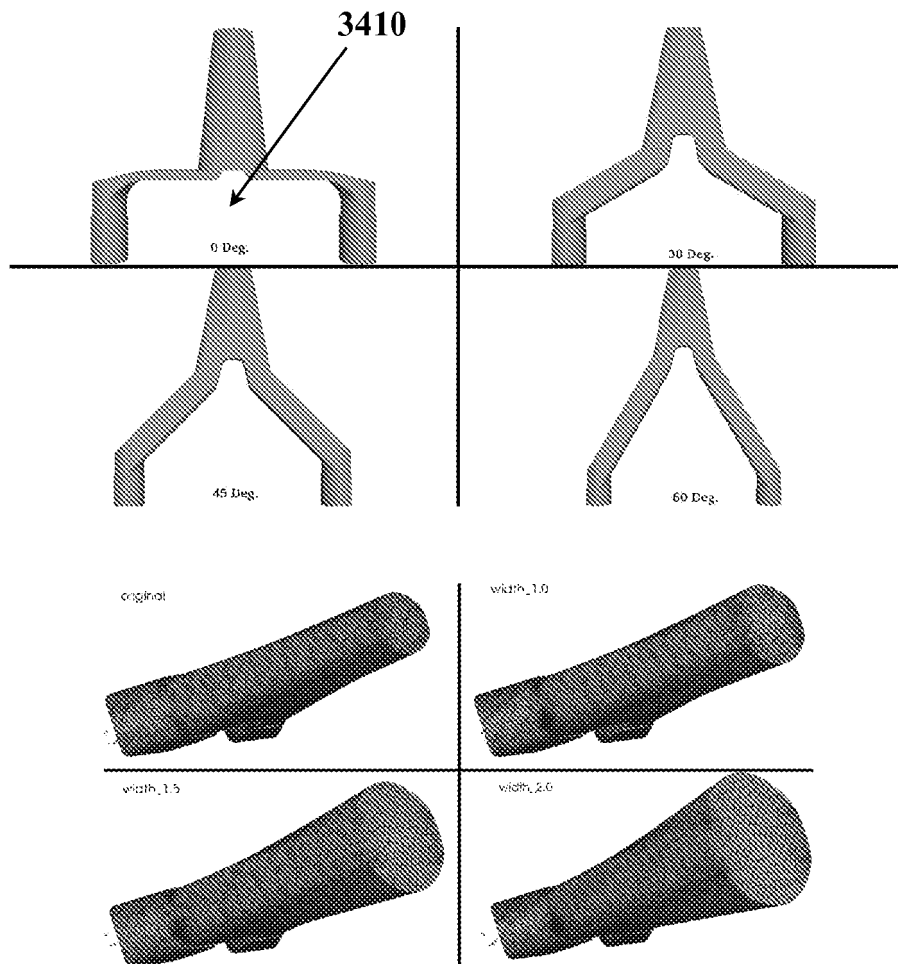 3410
0 Deg.
30 Deg.
45 Deg.
60 Deg.
original
width_1.0
width_1.5
width_2.0